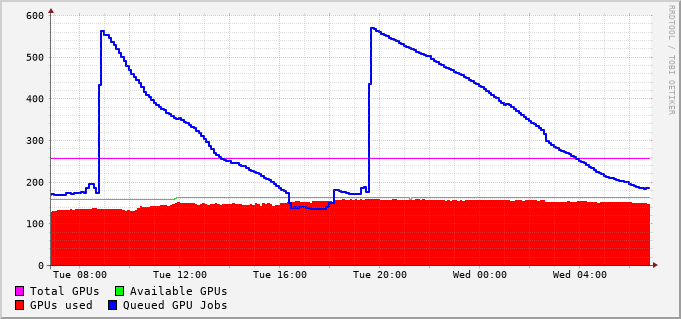 600
500
400
300
200
100
0
Tue 08:00 Tue 12:00 Tue 16:00 Tue 20:00 Wed 00:00 Wed 04:00
Total GPUs Available GPUs
GPUs used Queued GPU Jobs
RRDTOOL / TOBI OETIKER